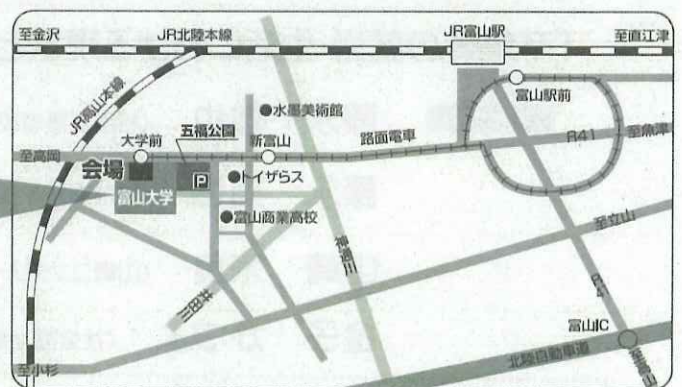 至金沢
JR北陸本線
JR富山駅
至直江津
JR高山本線
富山駅前
水墨美術館
五福公園
大学前
新富山
路面電車
R41
至魚津
至高岡
会場
P
トイザらス
富山大学
富山商業高校
至立山
神通川
井田川
富山IC
北陸自動車道
至小杉